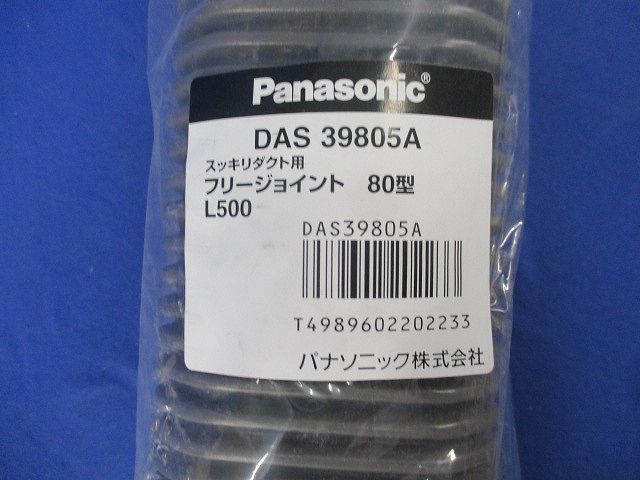 Panasonic®
DAS 39805A
スッキリダクト用
フリージョイント 80型
L500
DAS39805A
T4989602202233
パナソニック株式会社